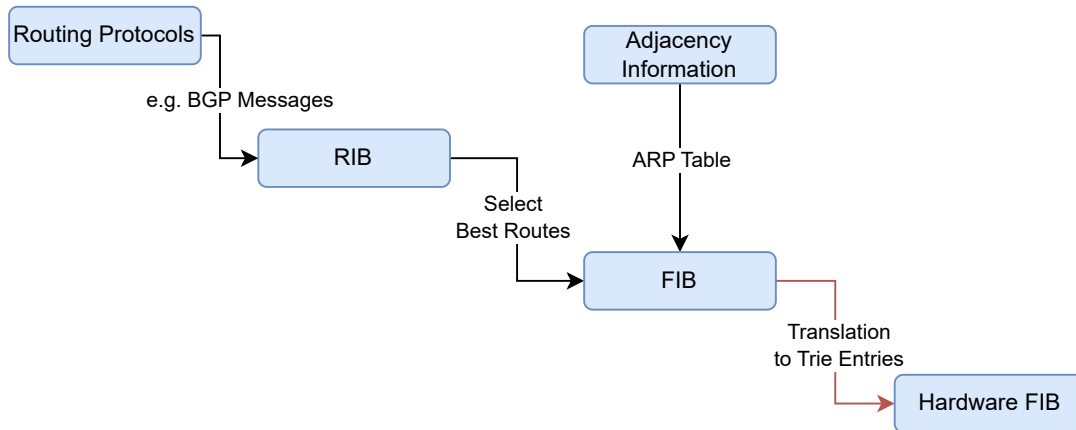 Routing Protocols
Adjacency
Information
e.g. BGP Messages
RIB
ARP Table
Select
Best Routes
FIB
Translation
to Trie Entries
Hardware FIB